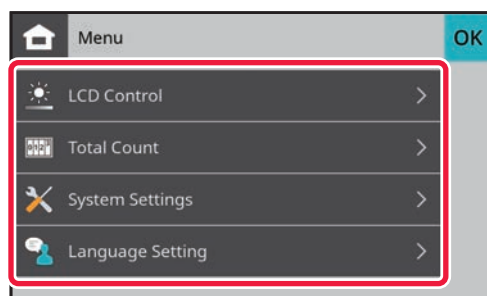 Menu
OK
LCD Control
Total Count
System Settings
Language Setting